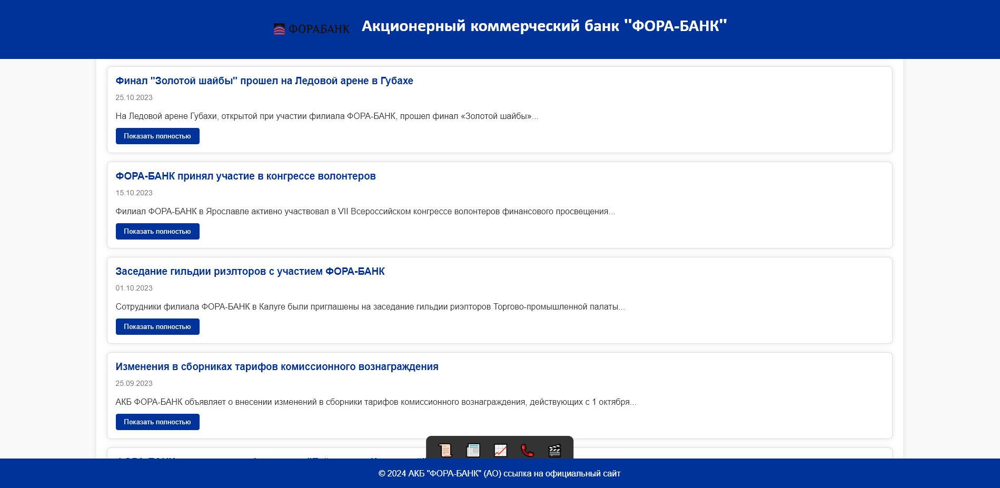 ФОРАБАНК
Акционерный коммерческий банк "ФОРА-БАНК"
Финал "Золотой шайбы" прошел на Ледовой арене в Губахе
25.10.2023
На Ледовой арене Губахи, открытой при участии филиала ФОРА-БАНК, прошел финал «Золотой шайбы»...
Показать полностью
ФОРА-БАНК принял участие в конгрессе волонтеров
15.10.2023
Филиал ФОРА-БАНК в Ярославле активно участвовал в VII Всероссийском конгрессе волонтеров финансового просвещения...
Показать полностью
Заседание гильдии риэлторов с участием ФОРА-БАНК
01.10.2023
Сотрудники филиала ФОРА-БАНК в Калуге были приглашены на заседание гильдии риэлторов Торгово-промышленной палаты...
Показать полностью
Изменения в сборниках тарифов комиссионного вознаграждения
25.09.2023
АКБ ФОРА-БАНК объявляет о внесении изменений в сборники тарифов комиссионного вознаграждения, действующих с 1 октября...
Показать полностью
© 2024 АКБ "ФОРА-БАНК" (АО) ссылка на официальный сайт